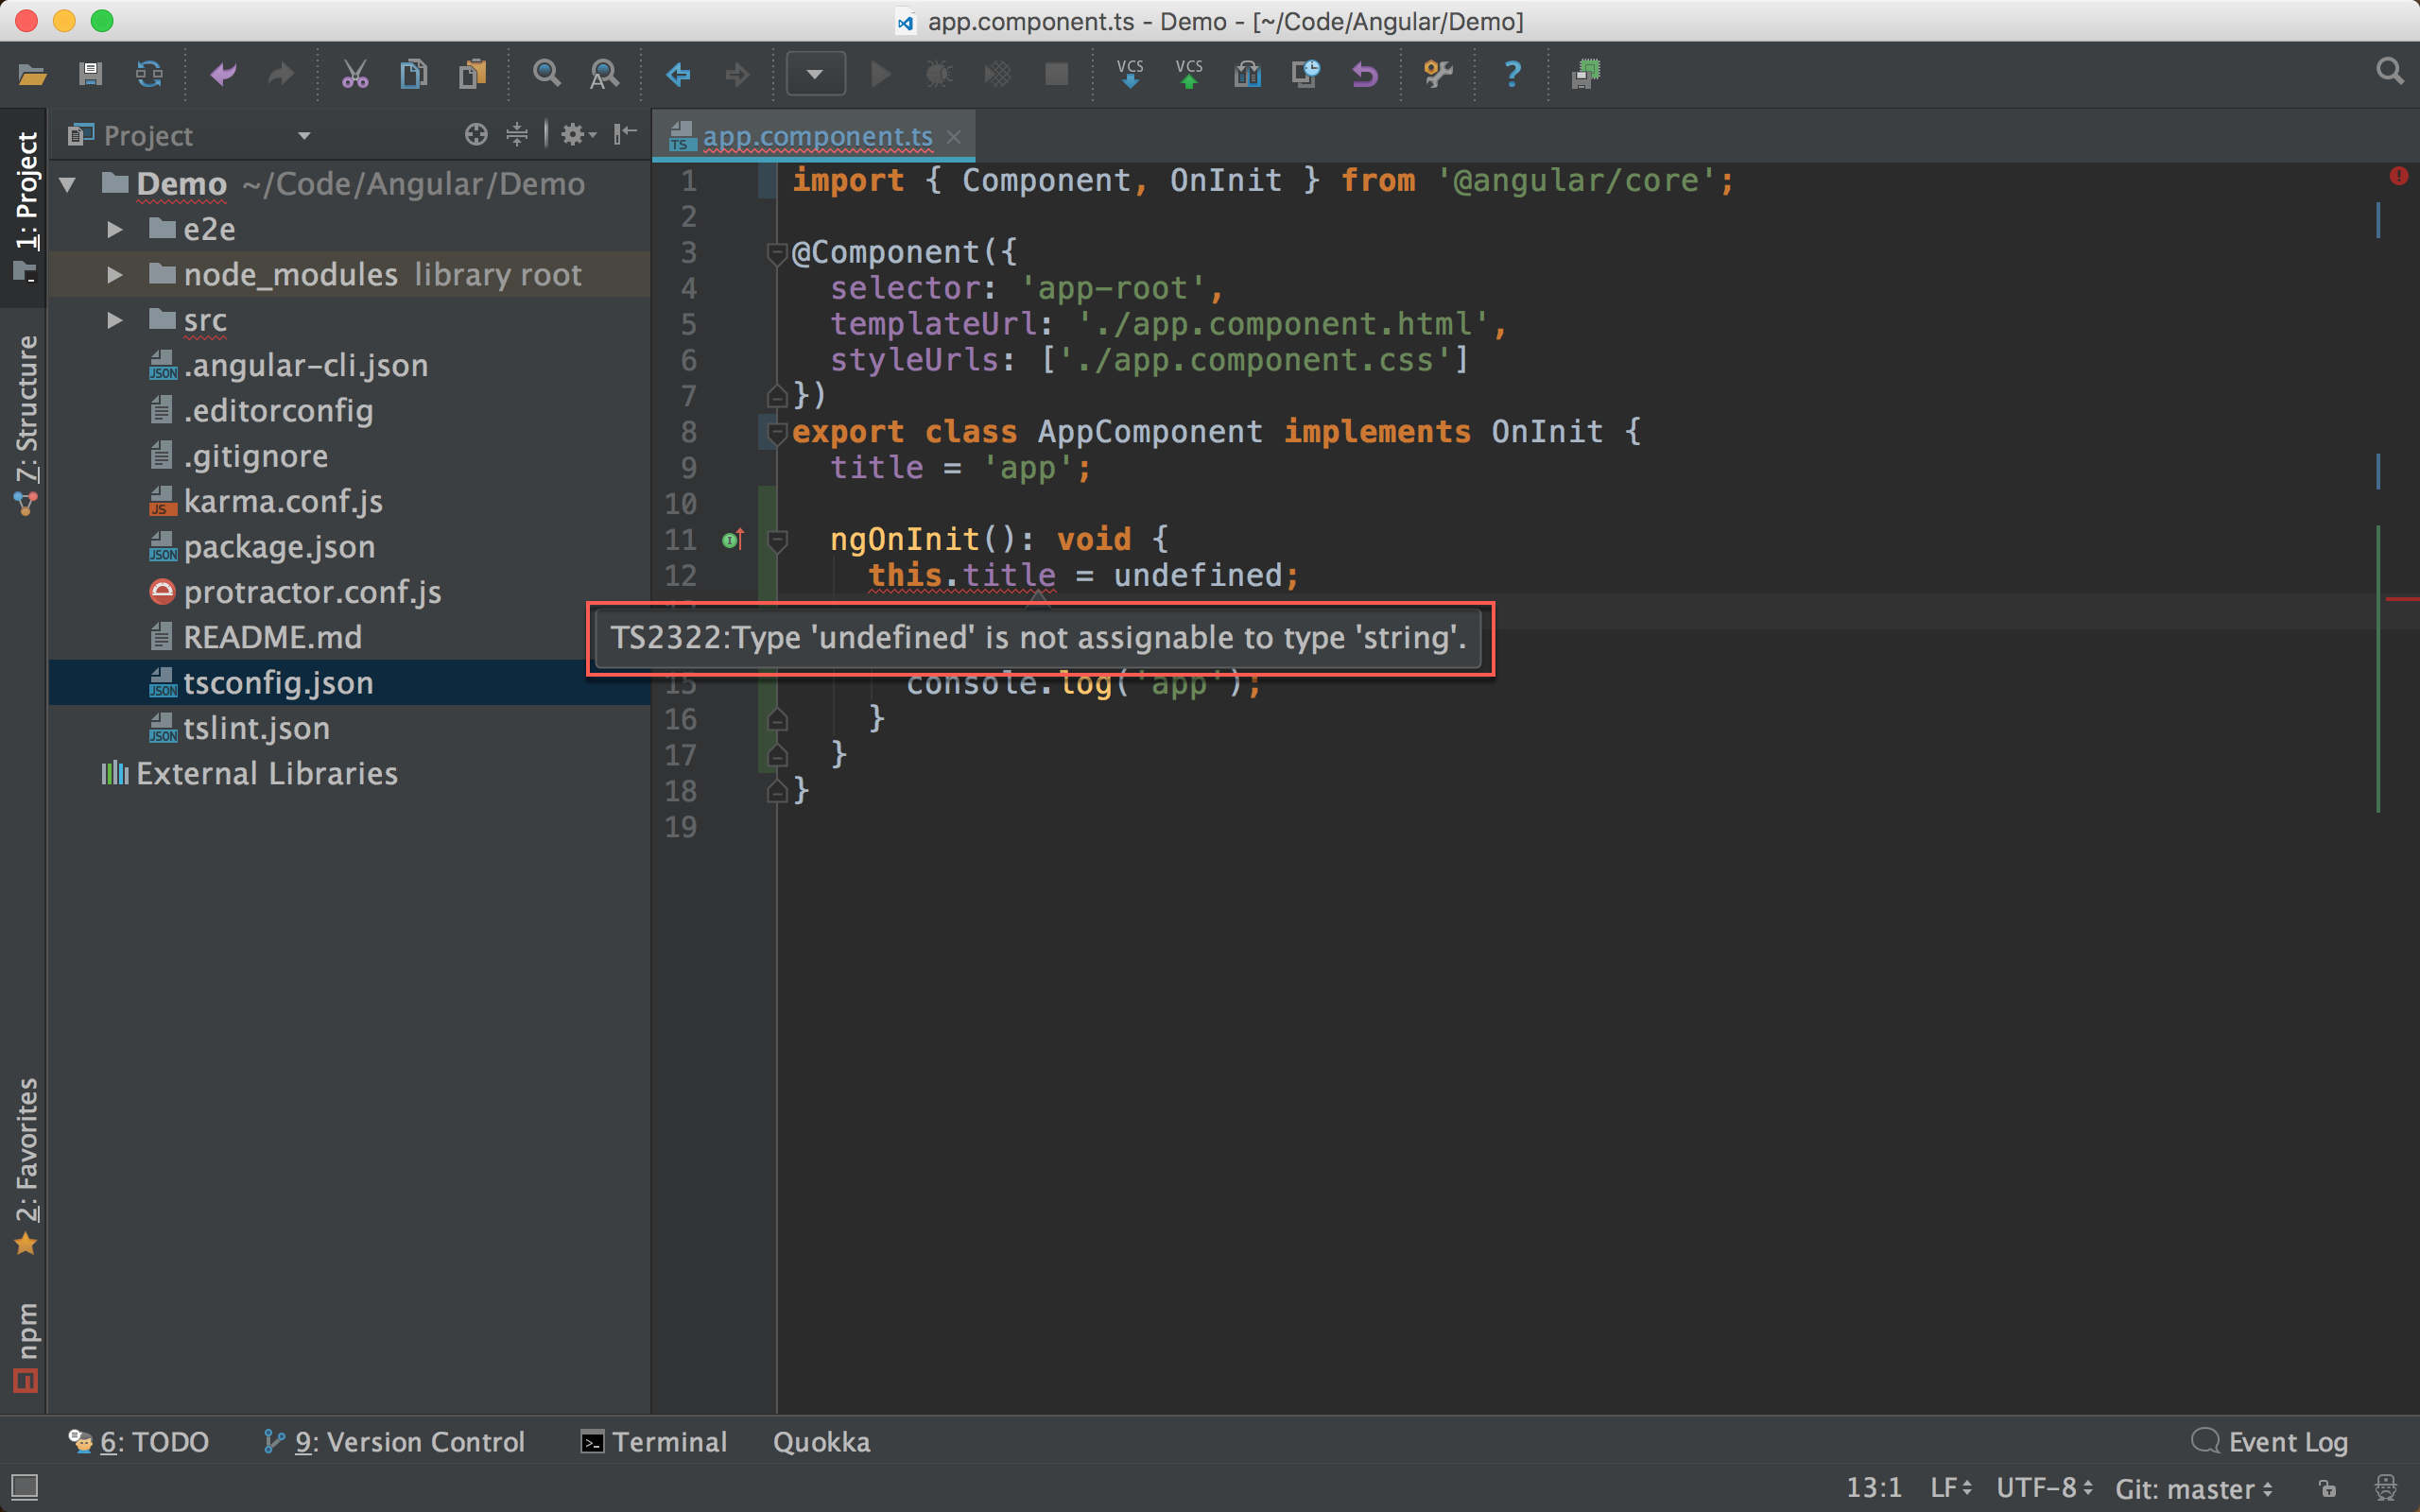 app.component.ts - Demo - [~/Code/Angular/Demo]
VCS VCS
1: Project
7: Structure
2: Favorites
npm
Project
Demo ~/Code/Angular/Demo
e2e
node_modules library root
src
.angular-cli.json
.editorconfig
.gitignore
karma.conf.js
package.json
protractor.conf.js
README.md
tsconfig.json
tslint.json
External Libraries
app.component.ts
1 import { Component, OnInit } from '@angular/core';
2
3 @Component({
4 selector: 'app-root',
5 templateUrl: './app.component.html',
6 styleUrls: ['./app.component.css']
7 })
8 export class AppComponent implements OnInit {
9 title = 'app';
10
11 ngOnInit(): void {
12 this.title = undefined;
TS2322:Type 'undefined' is not assignable to type 'string'.
15 console.log('app');
16 }
17 }
18 }
19
6: TODO 9: Version Control Terminal Quokka Event Log
13:1 LF UTF-8 Git: master